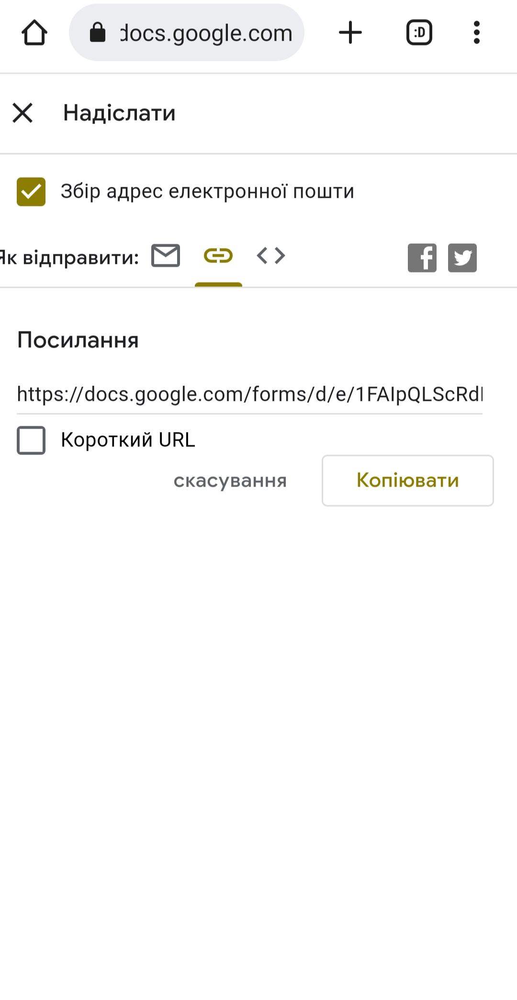 docs.google.com
:D
Надіслати
Збір адрес електронної пошти
Як відправити:
Посилання
https://docs.google.com/forms/d/e/1FAIpQLScRdl
Короткий URL
скасування
Копіювати